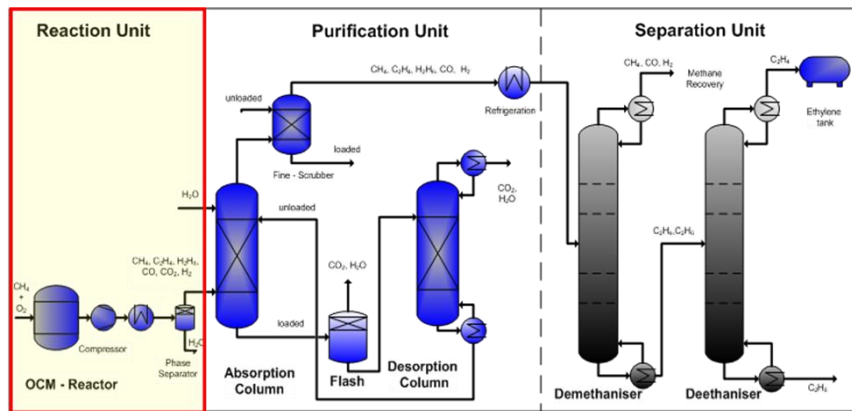 Reaction Unit
Purification Unit
Separation Unit
CH₄, C₂H₄, H₂H₆, CO, H₂
CH₄, CO, H₂
C₂H₄
Methane
Recovery
Refrigeration
Ethylene
tank
unloaded
loaded
Fine - Scrubber
CO₂,
H₂O
H₂O
unloaded
CH₄, C₂H₄, H₂H₆,
CO, CO₂, H₂
CO₂, H₂O
C₂H₆,C₂H₆
CH₄
+
O₂
loaded
H₂O
Compressor
Phase
Separator
OCM - Reactor
Absorption
Column
Flash
Desorption
Column
Demethaniser
Deethaniser
C₂H₆